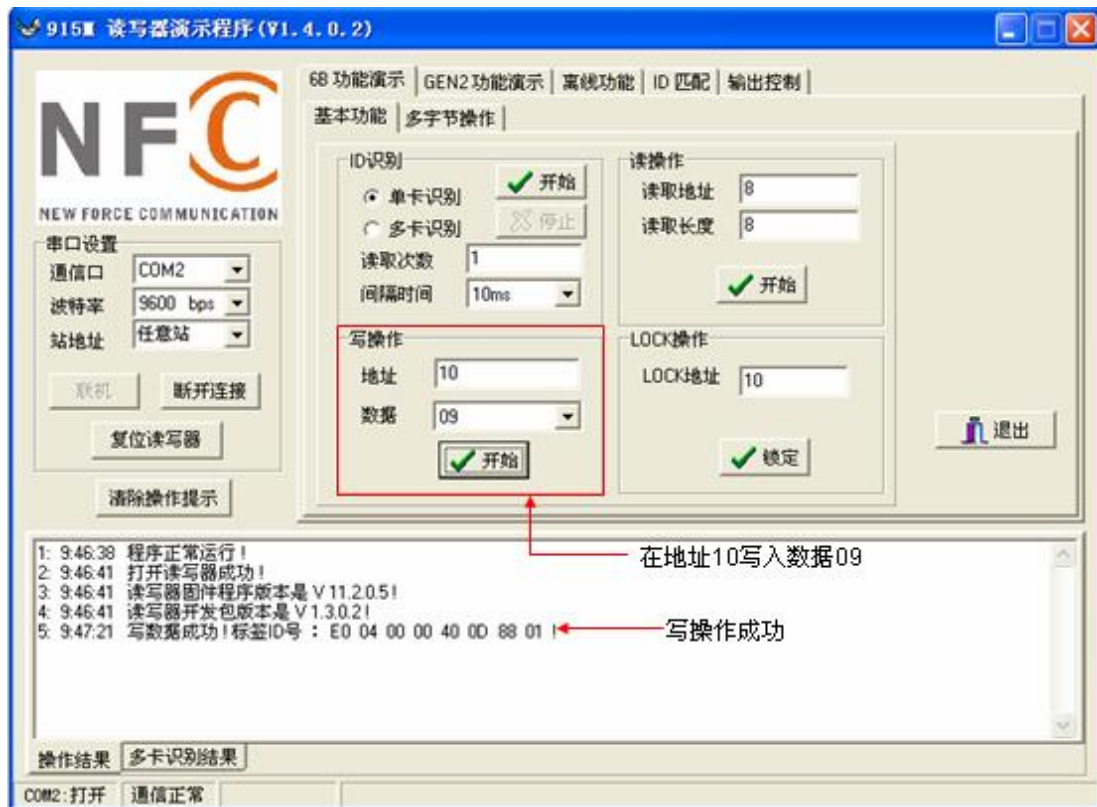 915M 读写器演示程序(V1.4.0.2)
NFC
NEW FORCE COMMUNICATION
串口设置
通信口 COM2
波特率 9600 bps
站地址 任意站
联机 断开连接
复位读写器
清除操作提示
6B 功能演示 GEN2 功能演示 离线功能 ID 匹配 输出控制
基本功能 多字节操作
ID识别
单卡识别 开始
多卡识别 停止
读取次数 1
间隔时间 10ms
读操作
读取地址 8
读取长度 8
开始
写操作
地址 10
数据 09
开始
LOCK操作
LOCK地址 10
锁定
退出
在地址10写入数据09
1: 9:46:38 程序正常运行!
2: 9:46:41 打开读写器成功!
3: 9:46:41 读写器固件程序版本是 V 11.2.0.5!
4: 9:46:41 读写器开发包版本是 V 1.3.0.2!
5: 9:47:21 写数据成功!标签ID号 : E0 04 00 00 40 0D 88 01 !
写操作成功
操作结果 多卡识别结果
COM2:打开 通信正常